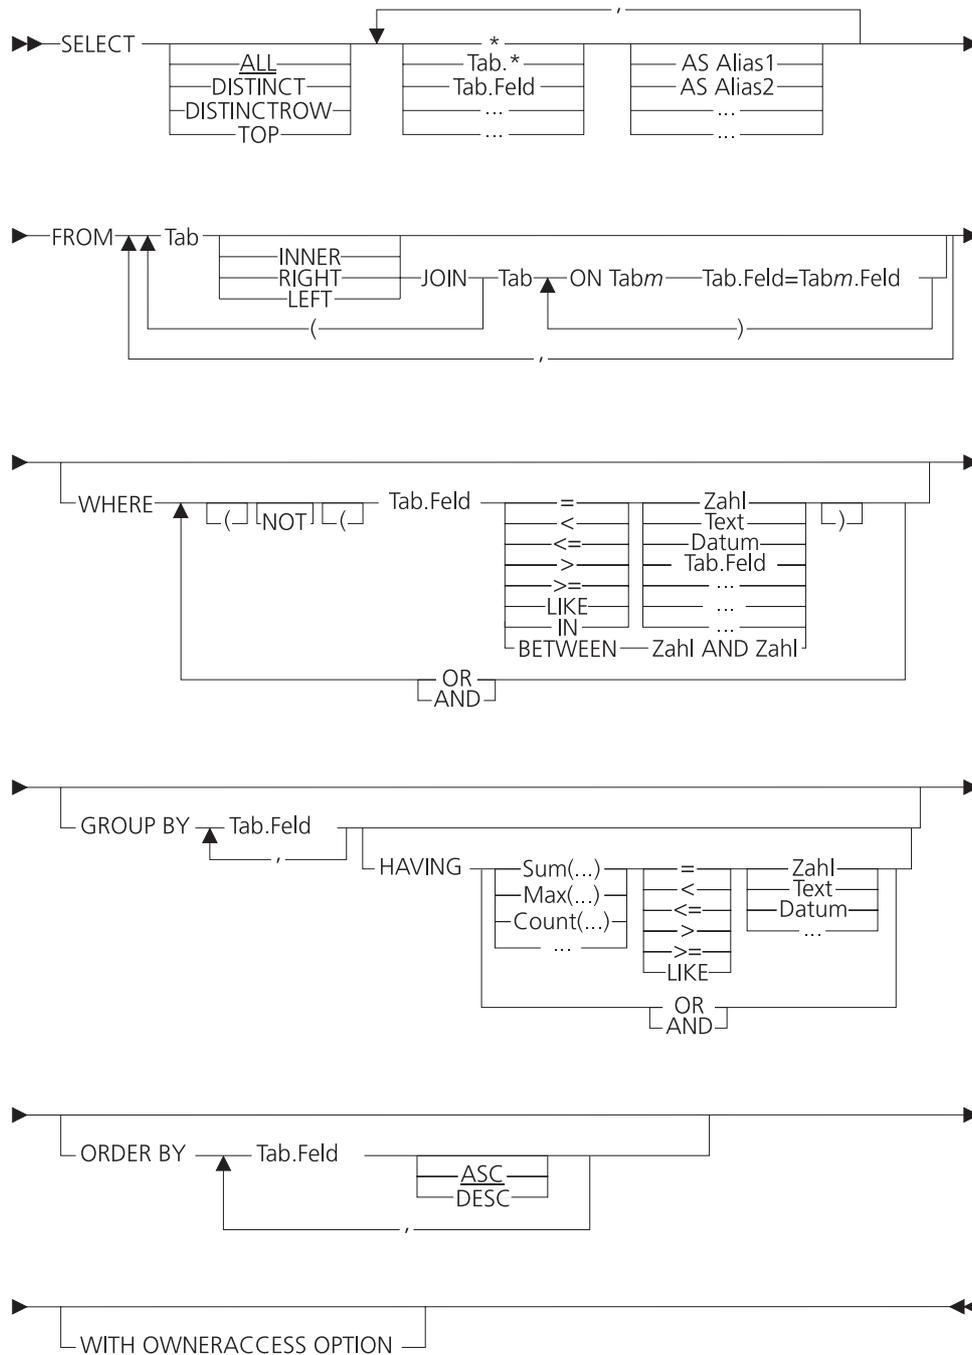 ,
SELECT *
ALL Tab.* AS Alias1
DISTINCT Tab.Feld AS Alias2
DISTINCTROW ... ...
TOP ... ...
FROM Tab
INNER
RIGHT JOIN Tab ON Tabm Tab.Feld=Tabm.Feld
LEFT
( )
,
WHERE Tab.Feld = Zahl
( NOT ( < Text )
<= Datum
> Tab.Feld
>= ...
LIKE ...
IN ...
BETWEEN Zahl AND Zahl
OR
AND
GROUP BY Tab.Feld
,
HAVING Sum(...) = Zahl
Max(...) < Text
Count(...) <= Datum
... > ...
>=
LIKE
OR
AND
ORDER BY Tab.Feld
ASC
DESC
,
WITH OWNERACCESS OPTION